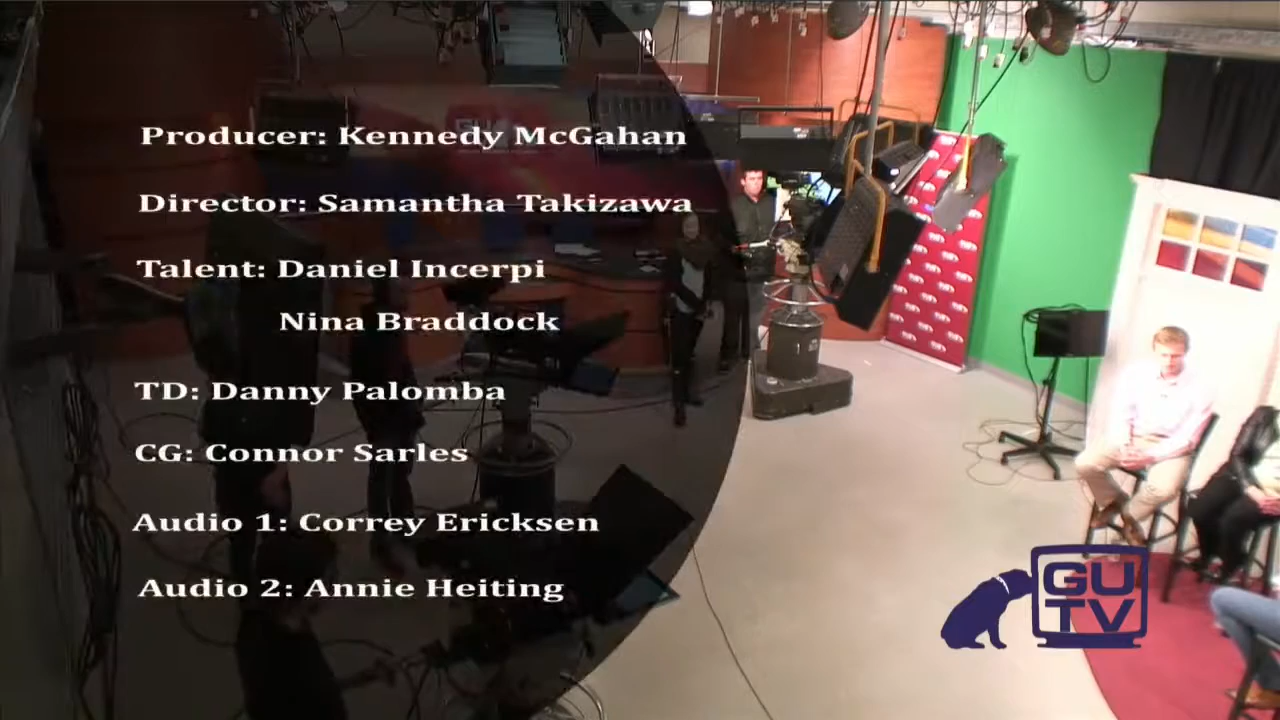 Producer: Kennedy McGahan
Director: Samantha Takizawa
Talent: Daniel Incerpi
Nina Braddock
TD: Danny Palomba
CG: Connor Sarles
Audio 1: Correy Ericksen
Audio 2: Annie Heiting
GU
TV